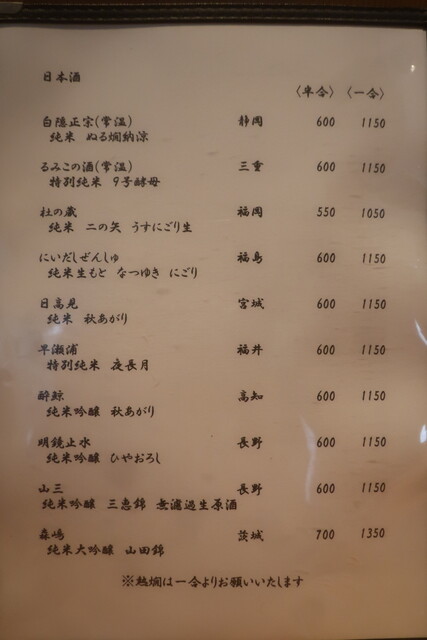 日本酒
〈半合〉 〈一合〉
白隠正宗(常温) 静岡 600 1150
純米 ぬる燗納涼
るみこの酒(常温) 三重 600 1150
特別純米 9号酵母
杜の蔵 福岡 550 1050
純米 二の矢 うすにごり生
にいだしぜんしゅ 福島 600 1150
純米生もと なつゆき にごり
日高見 宮城 600 1150
純米 秋あがり
早瀬浦 福井 600 1150
特別純米 夜長月
酔鯨 高知 600 1150
純米吟醸 秋あがり
明鏡止水 長野 600 1150
純米吟醸 ひやおろし
山三 長野 600 1150
純米吟醸 三恵錦 無濾過生原酒
森嶋 茨城 700 1350
純米大吟醸 山田錦
※熱燗は一合よりお願いいたします